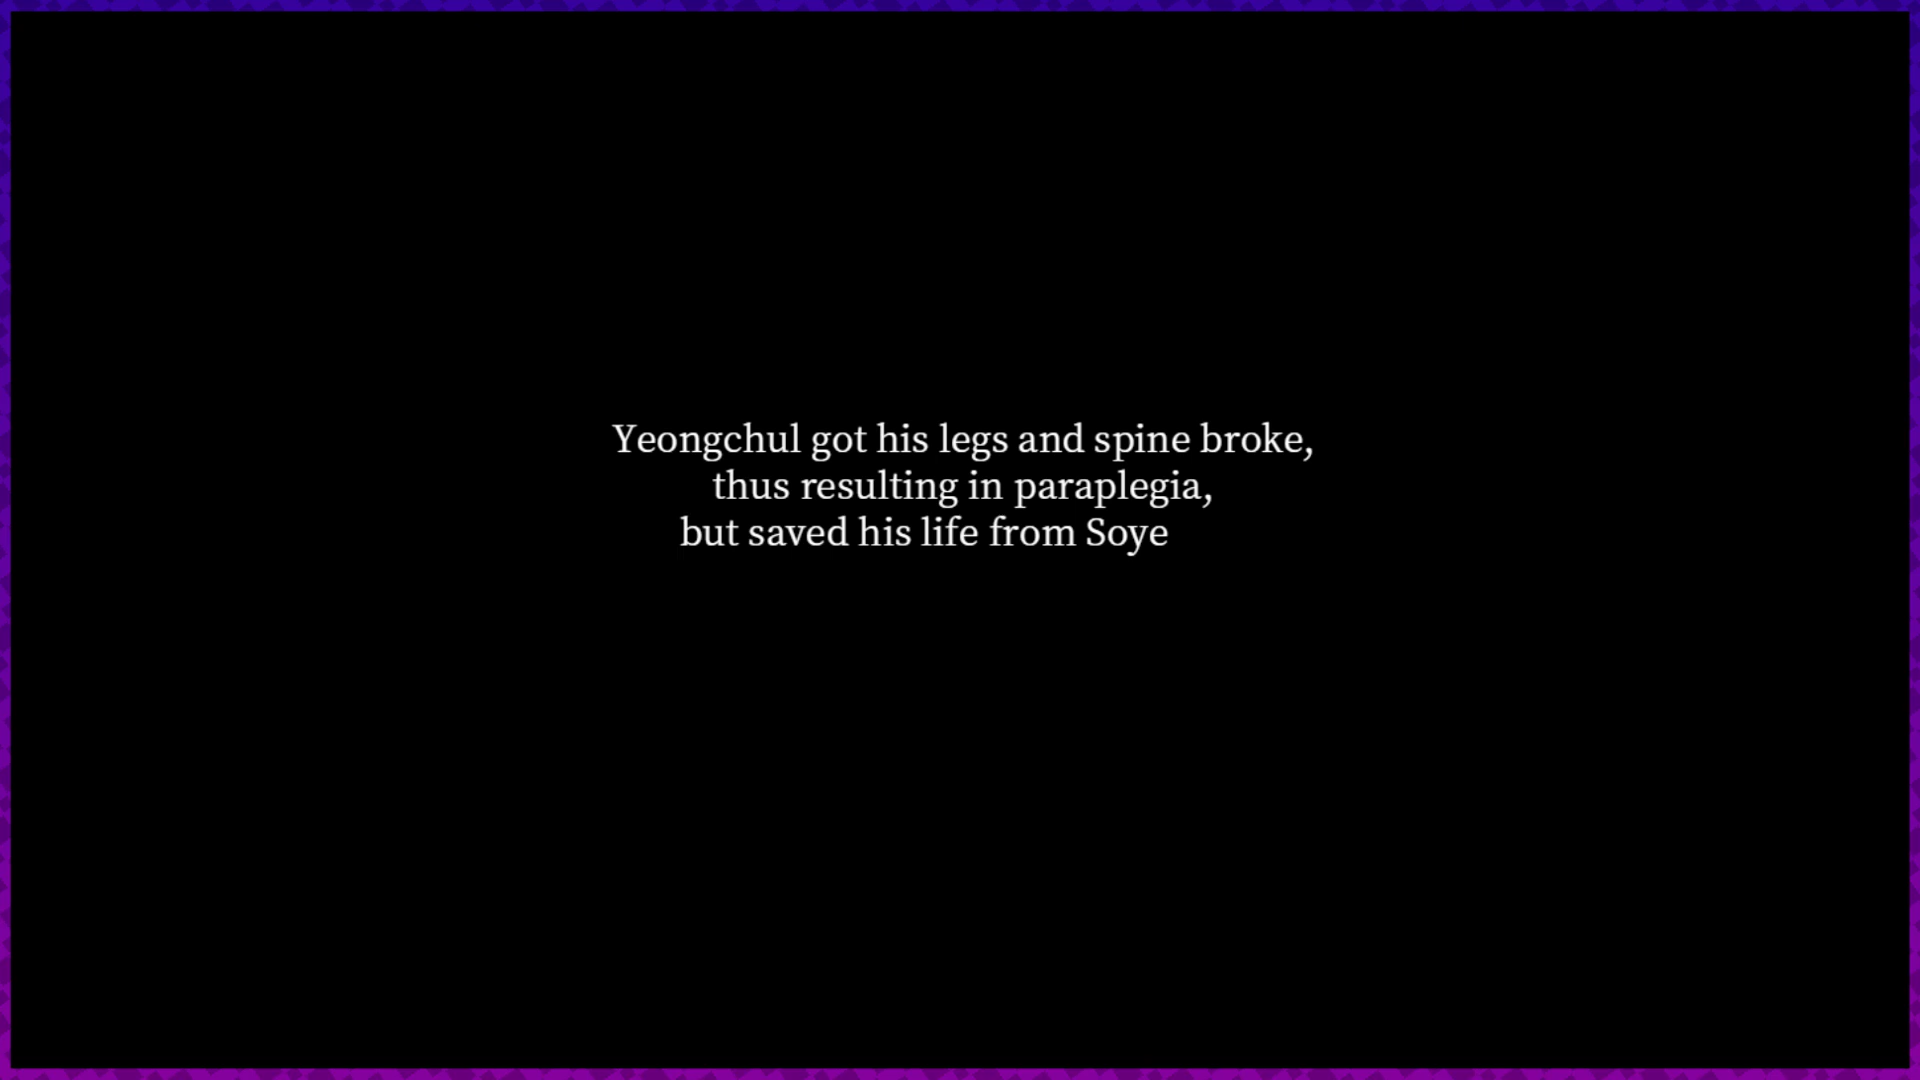 Yeongchul got his legs and spine broke,
thus resulting in paraplegia,
but saved his life from Soye